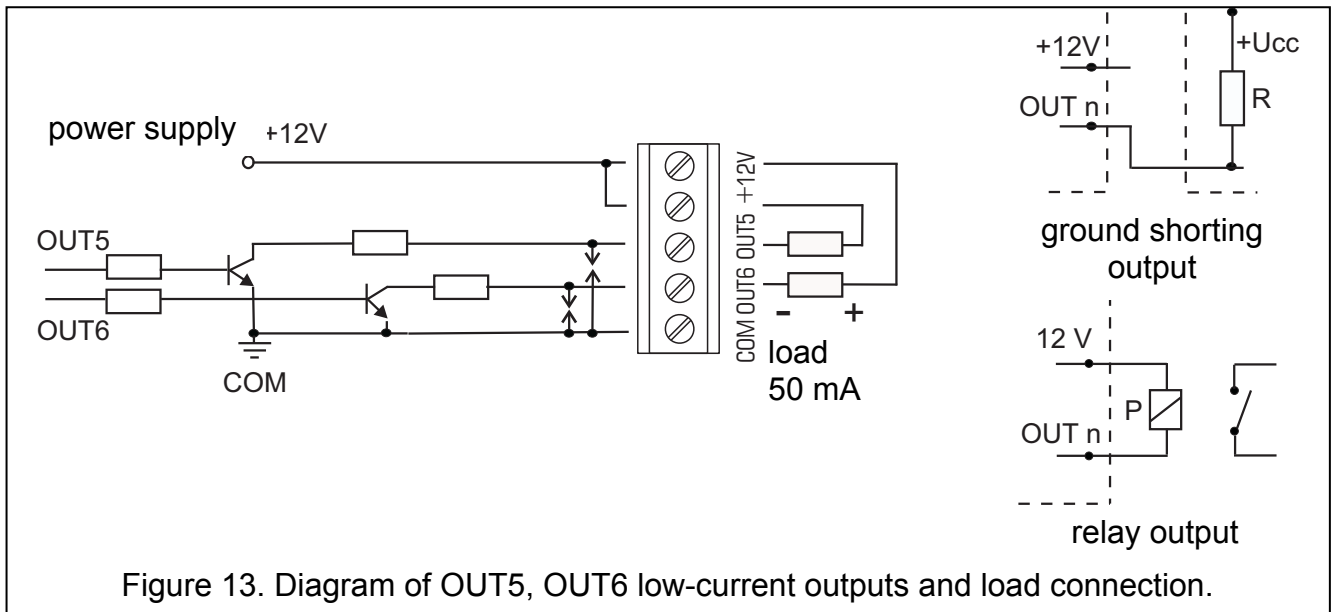 power supply
+12V
OUT5
OUT6
COM
+12V
OUT5
OUT6
COM
-
+
load
50 mA
+12V
OUT n
+Ucc
R
ground shorting
output
12 V
OUT n
P
relay output
Figure 13. Diagram of OUT5, OUT6 low-current outputs and load connection.